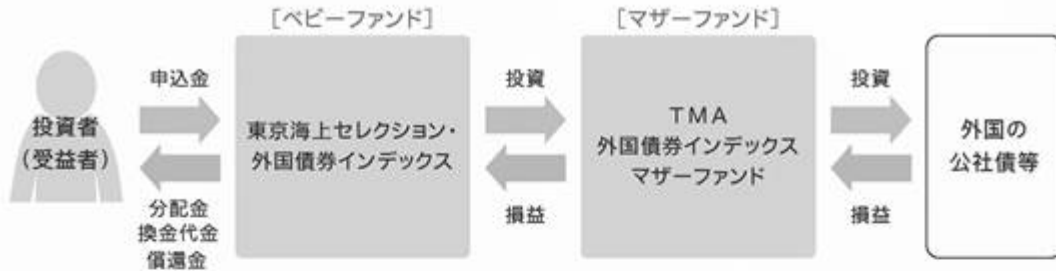 ［ベビーファンド］
［マザーファンド］
投資者
（受益者）
申込金
分配金
換金代金
償還金
東京海上セレクション・
外国債券インデックス
投資
損益
ＴＭＡ
外国債券インデックス
マザーファンド
投資
損益
外国の
公社債等